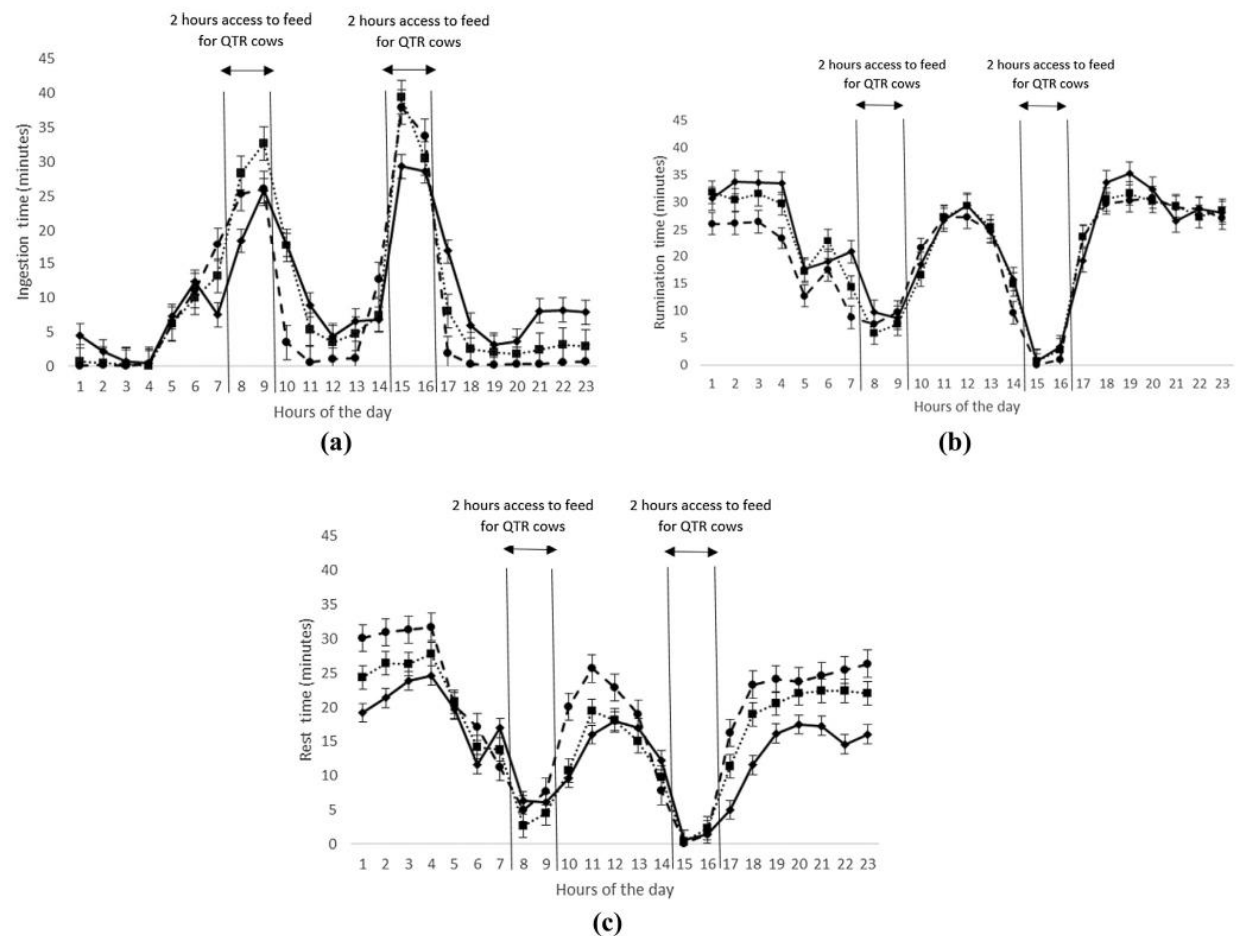 2 hours access to feed
for QTR cows
2 hours access to feed
for QTR cows
Ingestion time (minutes)
45
40
35
30
25
20
15
10
5
0
1 2 3 4 5 6 7 8 9 10 11 12 13 14 15 16 17 18 19 20 21 22 23
Hours of the day
(a)
2 hours access to feed
for QTR cows
2 hours access to feed
for QTR cows
Rumination time (minutes)
45
40
35
30
25
20
15
10
5
0
1 2 3 4 5 6 7 8 9 10 11 12 13 14 15 16 17 18 19 20 21 22 23
Hours of the day
(b)
2 hours access to feed
for QTR cows
2 hours access to feed
for QTR cows
Rest time (minutes)
45
40
35
30
25
20
15
10
5
0
1 2 3 4 5 6 7 8 9 10 11 12 13 14 15 16 17 18 19 20 21 22 23
Hours of the day
(c)